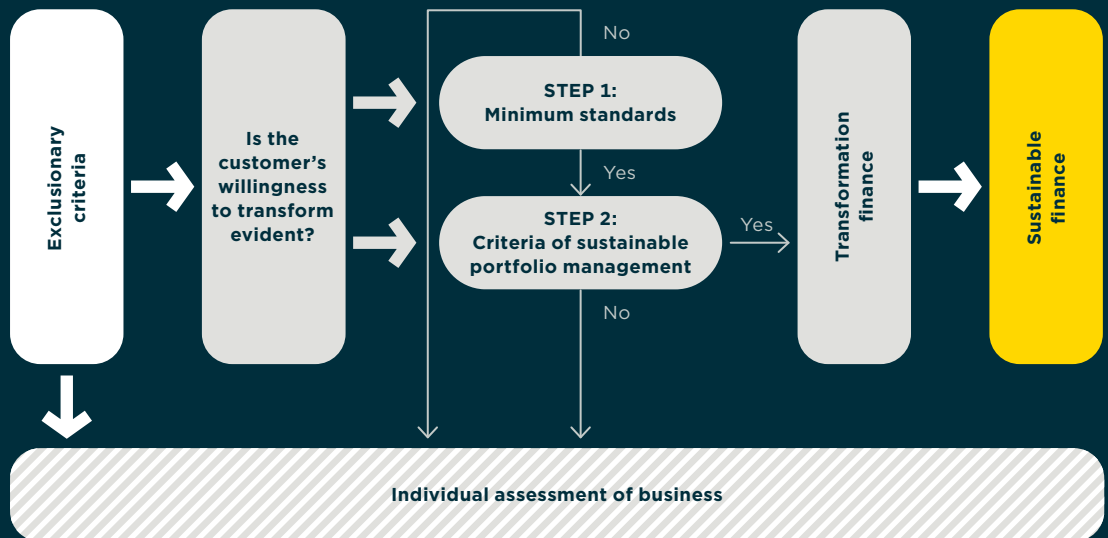 Exclusionary
criteria
Is the
customer's
willingness
to transform
evident?
No
STEP 1:
Minimum standards
Yes
STEP 2:
Criteria of sustainable
portfolio management
Yes
No
Transformation
finance
Sustainable
finance
Individual assessment of business